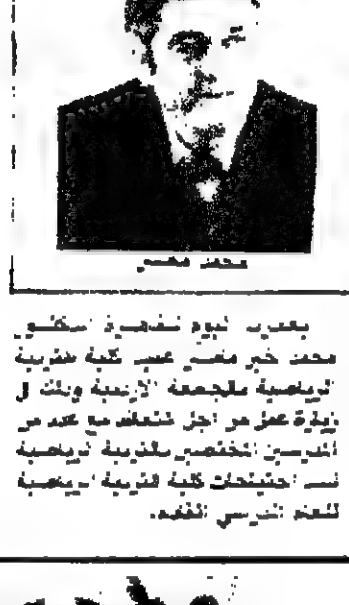 يغادر اليوم
محمد خير مامسر عميد كلية التربية
الرياضية بالجامعة الاردنية وذلك في
زيارة عمل من اجل التعاقد مع عدد من
المدرسين المختصين بالتربية الرياضية
لسد احتياجات كلية التربية الرياضية
للعام الدراسي القادم.